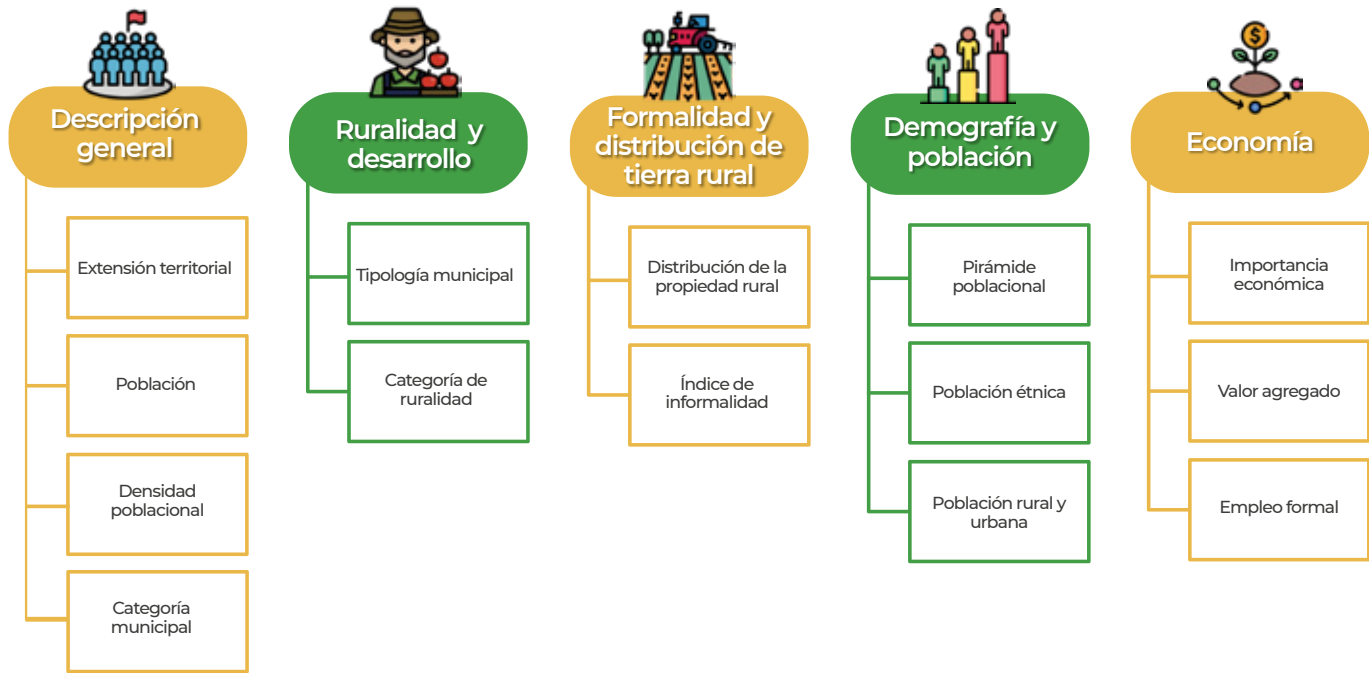 Descripción
general
Extensión territorial
Población
Densidad
poblacional
Categoría
municipal
Ruralidad y
desarrollo
Tipología municipal
Categoría de
ruralidad
Formalidad y
distribución de
tierra rural
Distribución de la
propiedad rural
Índice de
informalidad
Demografía y
población
Pirámide
poblacional
Población étnica
Población rural y
urbana
Economía
Importancia
económica
Valor agregado
Empleo formal